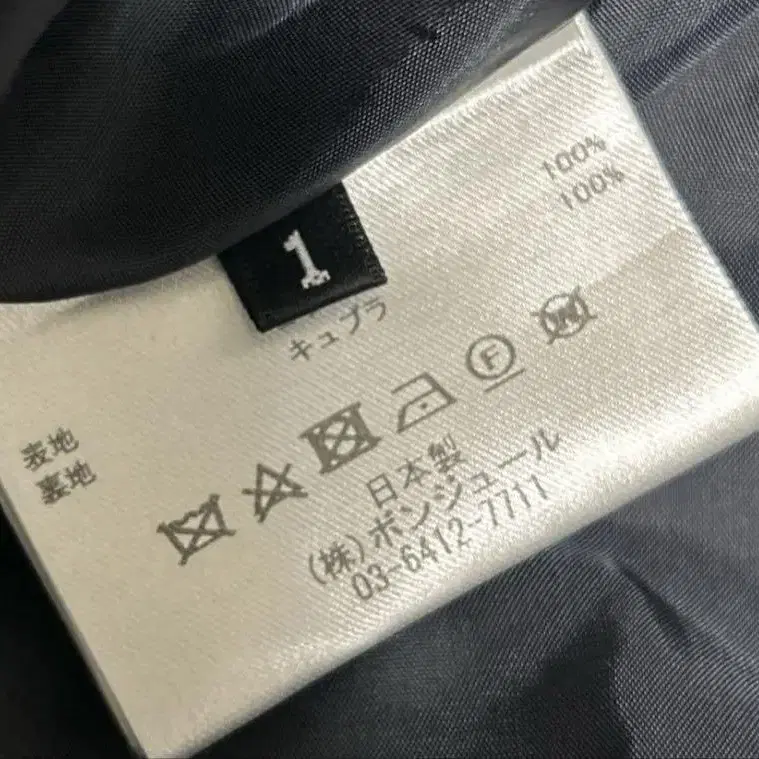 1
表地 100%
裏地 キュプラ 100%
F
W
日本製
(株)ボンジュール
03-6412-7711